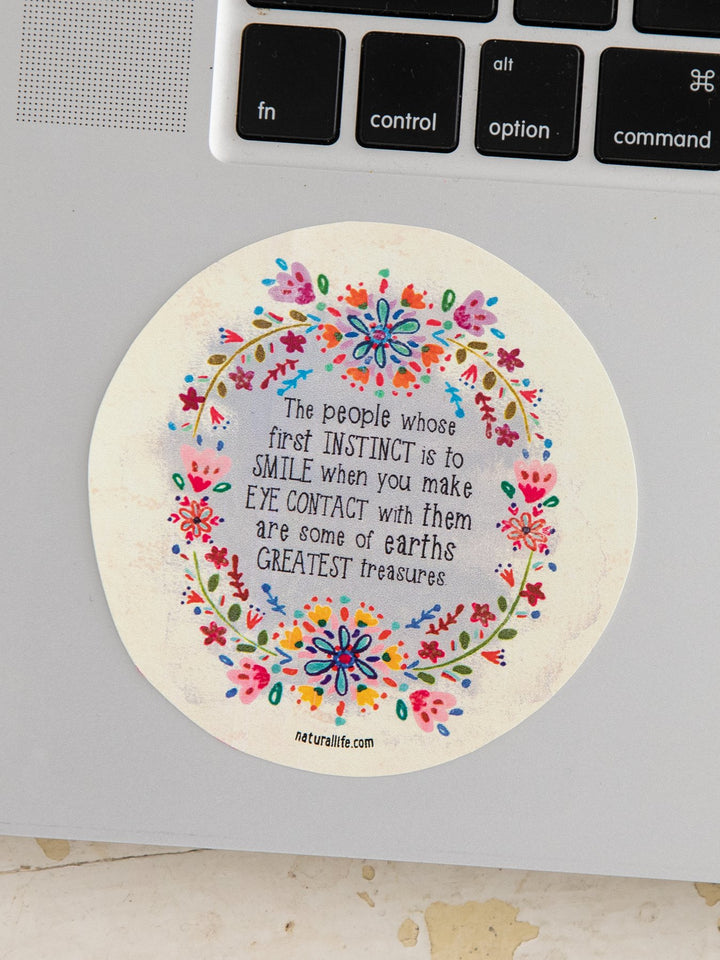 fn
control
alt
option
⌘
command
The people whose
first INSTINCT is to
SMILE when you make
EYE CONTACT with them
are some of earths
GREATEST treasures
naturallife.com